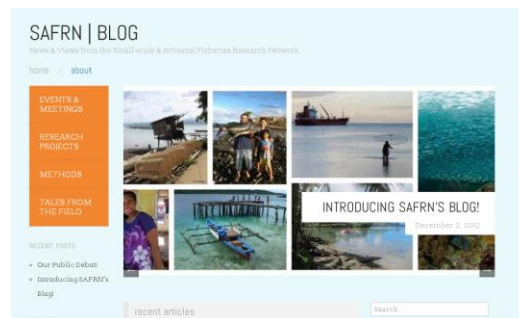 SAFRN | BLOG
News & Views from the Small-scale & Artisanal Fisheries Research Network
home / about
EVENTS &
MEETINGS
RESEARCH
PROJECTS
METHODS
TALES FROM
THE FIELD
INTRODUCING SAFRN'S BLOG!
December 2, 2012
RECENT POSTS
Our Public Debut!
Introducing SAFRN's
Blog!
recent articles
Search